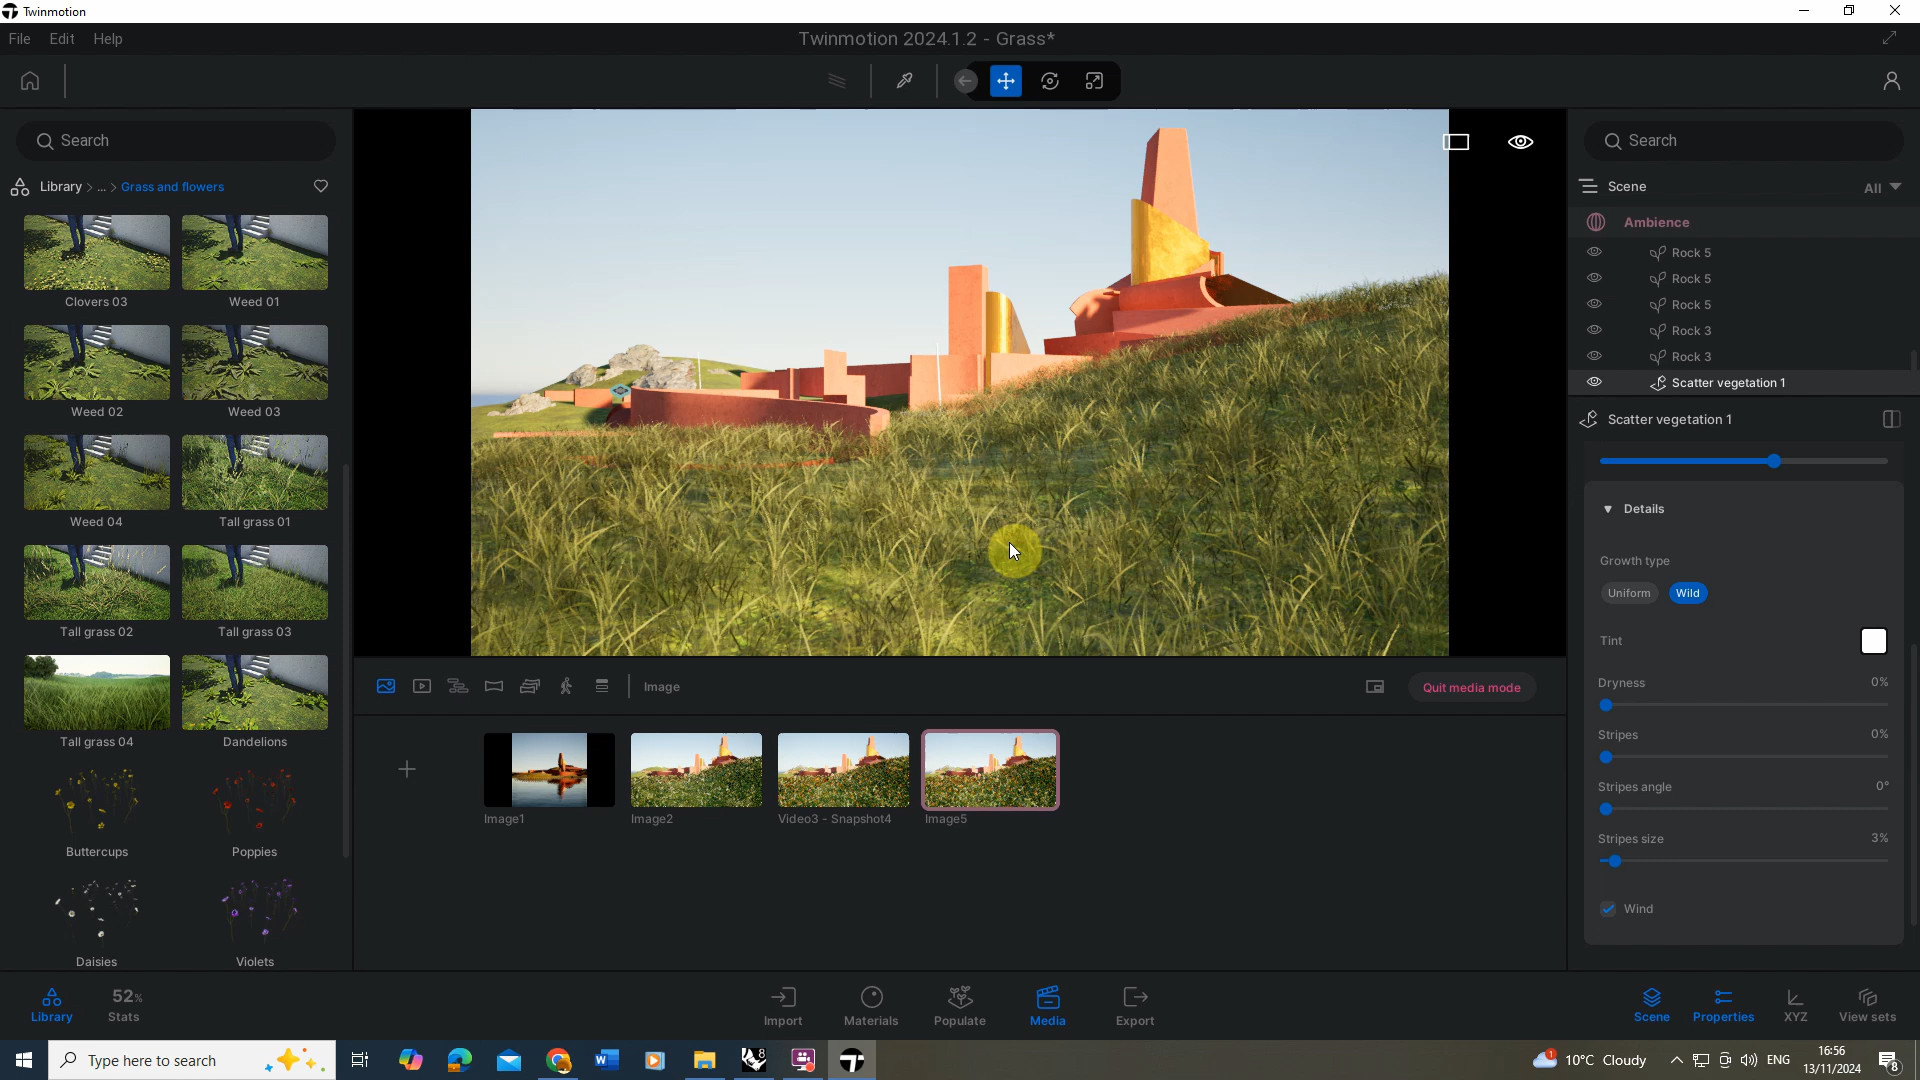 Twinmotion
File Edit Help
Twinmotion 2024.1.2 - Grass*
Search
Library > ... > Grass and flowers
Clovers 03
Weed 01
Weed 02
Weed 03
Weed 04
Tall grass 01
Tall grass 02
Tall grass 03
Tall grass 04
Dandelions
Buttercups
Poppies
Daisies
Violets
Search
Scene
All
Ambience
Rock 5
Rock 5
Rock 5
Rock 3
Rock 3
Scatter vegetation 1
Scatter vegetation 1
Details
Growth type
Uniform Wild
Tint
Dryness 0%
Stripes 0%
Stripes angle 0°
Stripes size 3%
Wind
Image
Quit media mode
Image1
Image2
Video3 - Snapshot4
Image5
Library
52%
Stats
Import
Materials
Populate
Media
Export
Scene
Properties
XYZ
View sets
Type here to search
8
1
10°C Cloudy
ENG
16:56
13/11/2024
8